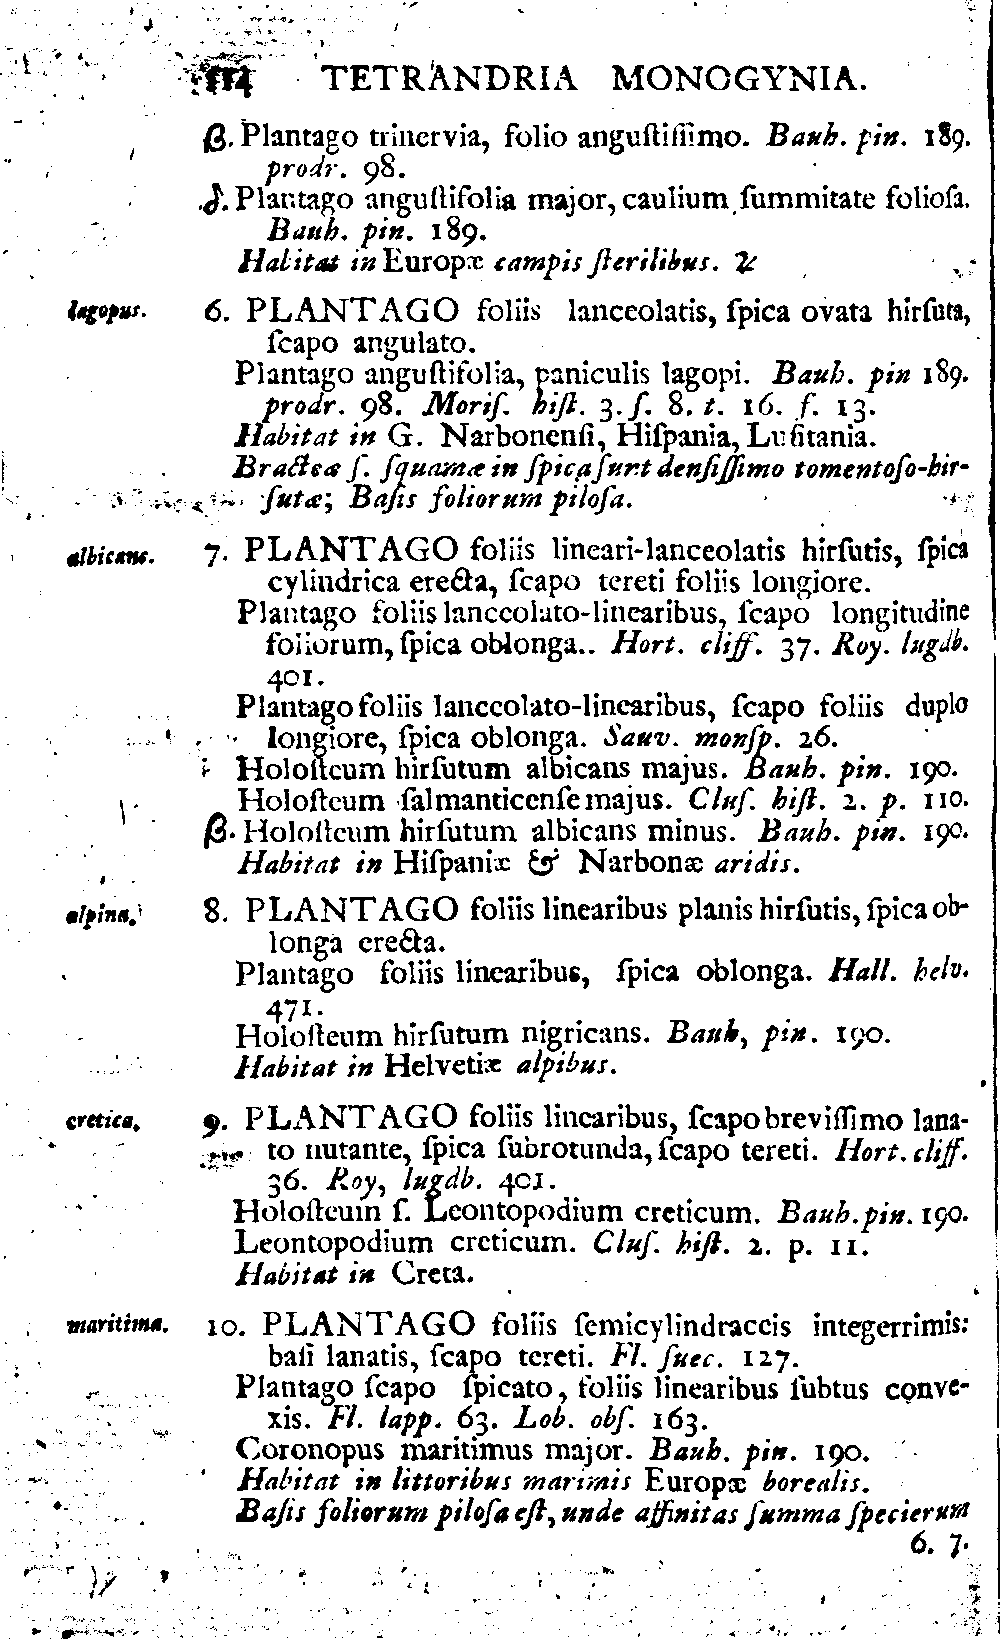 114 TETRANDRIA MONOGYNIA.
β. Plantago trinervia, folio anguſtiſſimo. Bauh. pin. 189.
prodr. 98.
δ. Plantago anguſtifolia major, caulium ſummitate folioſa.
Bauh. pin. 189.
Habitat in Europæ campis ſterilibus. ♃
lagopus. 6. PLANTAGO foliis lanceolatis, ſpica ovata hirſuta,
ſcapo angulato.
Plantago anguſtifolia, paniculis lagopi. Bauh. pin 189.
prodr. 98. Moriſ. hiſt. 3. ſ. 8. t. 16. f. 13.
Habitat in G. Narbonenſi, Hiſpania, Luſitania.
Bracteæ ſ. ſquamæ in ſpica ſunt denſiſſimo tomentoſo-hir-
ſutæ; Baſis foliorum piloſa.
albicans. 7. PLANTAGO foliis lineari-lanceolatis hirſutis, ſpica
cylindrica erecta, ſcapo tereti foliis longiore.
Plantago foliis lanceolato-linearibus, ſcapo longitudine
foliorum, ſpica oblonga.. Hort. cliff. 37. Roy. lugdb.
401.
Plantago foliis lanceolato-linearibus, ſcapo foliis duplo
longiore, ſpica oblonga. Sauv. monſp. 26.
Holoſteum hirſutum albicans majus. Bauh. pin. 190.
Holoſteum ſalmanticenſe majus. Cluſ. hiſt. 2. p. 110.
β. Holoſteum hirſutum albicans minus. Bauh. pin. 190.
Habitat in Hiſpaniæ & Narbonæ aridis.
alpina. 8. PLANTAGO foliis linearibus planis hirſutis, ſpica ob-
longa erecta.
Plantago foliis linearibus, ſpica oblonga. Hall. helv.
471.
Holoſteum hirſutum nigricans. Bauh, pin. 190.
Habitat in Helvetiæ alpibus.
cretica. 9. PLANTAGO foliis linearibus, ſcapo breviſſimo lana-
to nutante, ſpica ſubrotunda, ſcapo tereti. Hort. cliff.
36. Roy, lugdb. 401.
Holoſteum ſ. Leontopodium creticum. Bauh. pin. 190.
Leontopodium creticum. Cluſ. hiſt. 2. p. 11.
Habitat in Creta.
maritima. 10. PLANTAGO foliis ſemicylindraceis integerrimis:
baſi lanatis, ſcapo tereti. Fl. ſuec. 127.
Plantago ſcapo ſpicato, foliis linearibus ſubtus conve-
xis. Fl. lapp. 63. Lob. obſ. 163.
Coronopus maritimus major. Bauh. pin. 190.
Habitat in littoribus marinis Europæ borealis.
Baſis foliorum piloſa eſt, unde affinitas ſumma ſpecierum
6. 7.